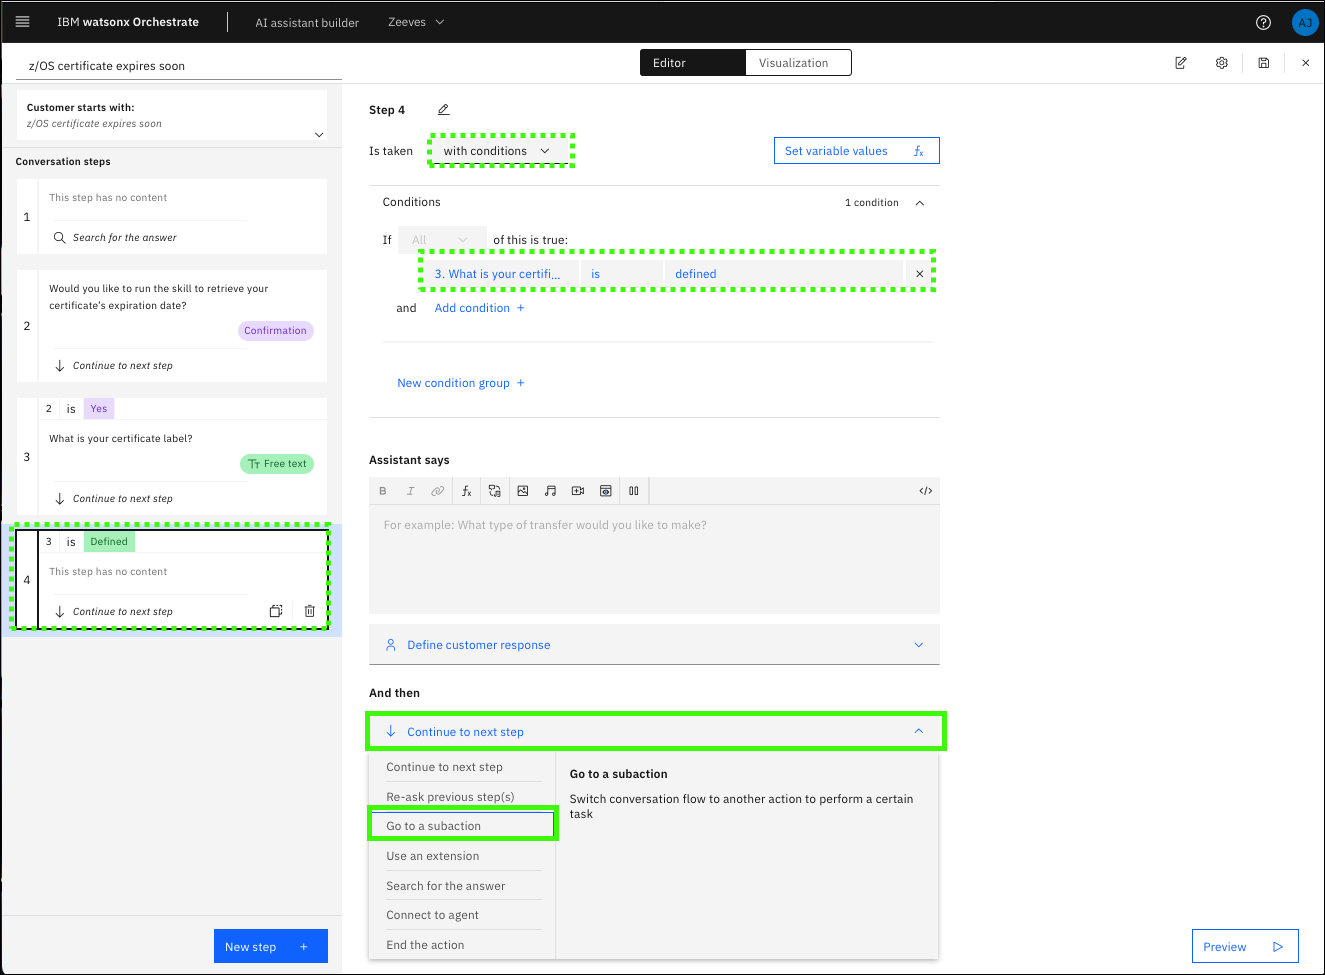 IBM watsonx Orchestrate
AI assistant builder
Zeeves
AJ
z/OS certificate expires soon
Editor
Visualization
Customer starts with:
z/OS certificate expires soon
Conversation steps
1
This step has no content
Search for the answer
2
Would you like to run the skill to retrieve your
certificate's expiration date?
Confirmation
Continue to next step
2 is Yes
3
What is your certificate label?
Tт Free text
Continue to next step
3 is Defined
4
This step has no content
Continue to next step
New step +
Step 4
Is taken
with conditions
Set variable values fx
Conditions
1 condition
If All of this is true:
3. What is your certifi... is defined ×
and Add condition +
New condition group +
Assistant says
B I fx </>
For example: What type of transfer would you like to make?
Define customer response
And then
Continue to next step
Continue to next step
Re-ask previous step(s)
Go to a subaction
Use an extension
Search for the answer
Connect to agent
End the action
Go to a subaction
Switch conversation flow to another action to perform a certain
task
Preview